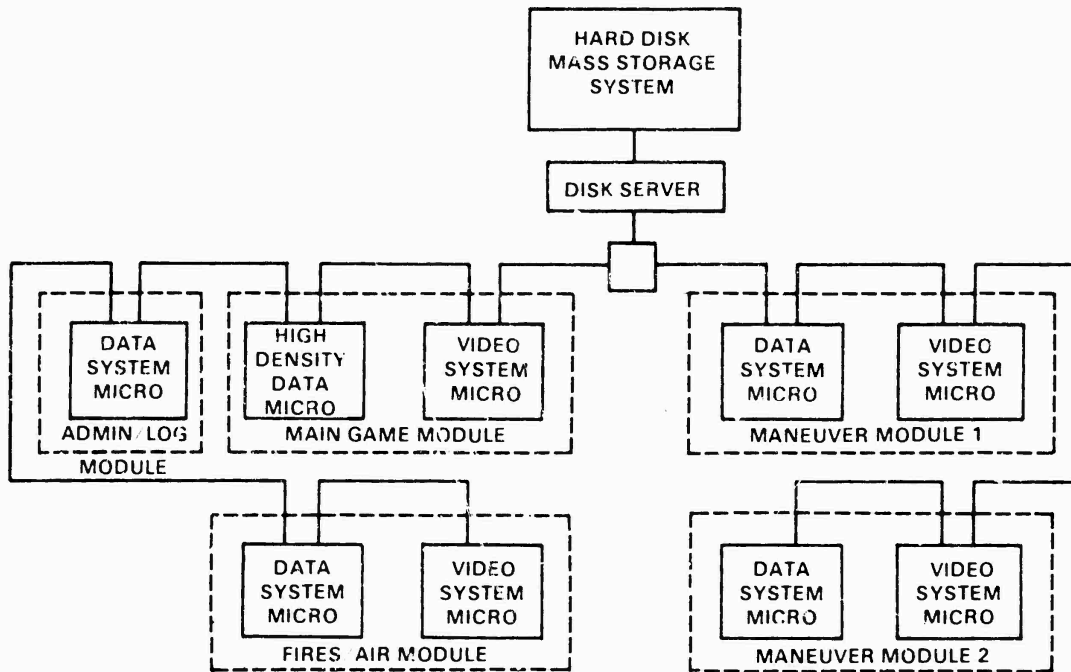 HARD DISK
MASS STORAGE
SYSTEM
DISK SERVER
DATA
SYSTEM
MICRO
ADMIN/LOG
MODULE
HIGH
DENSITY
DATA
MICRO
VIDEO
SYSTEM
MICRO
MAIN GAME MODULE
DATA
SYSTEM
MICRO
VIDEO
SYSTEM
MICRO
MANEUVER MODULE 1
DATA
SYSTEM
MICRO
VIDEO
SYSTEM
MICRO
FIRES/AIR MODULE
DATA
SYSTEM
MICRO
VIDEO
SYSTEM
MICRO
MANEUVER MODULE 2